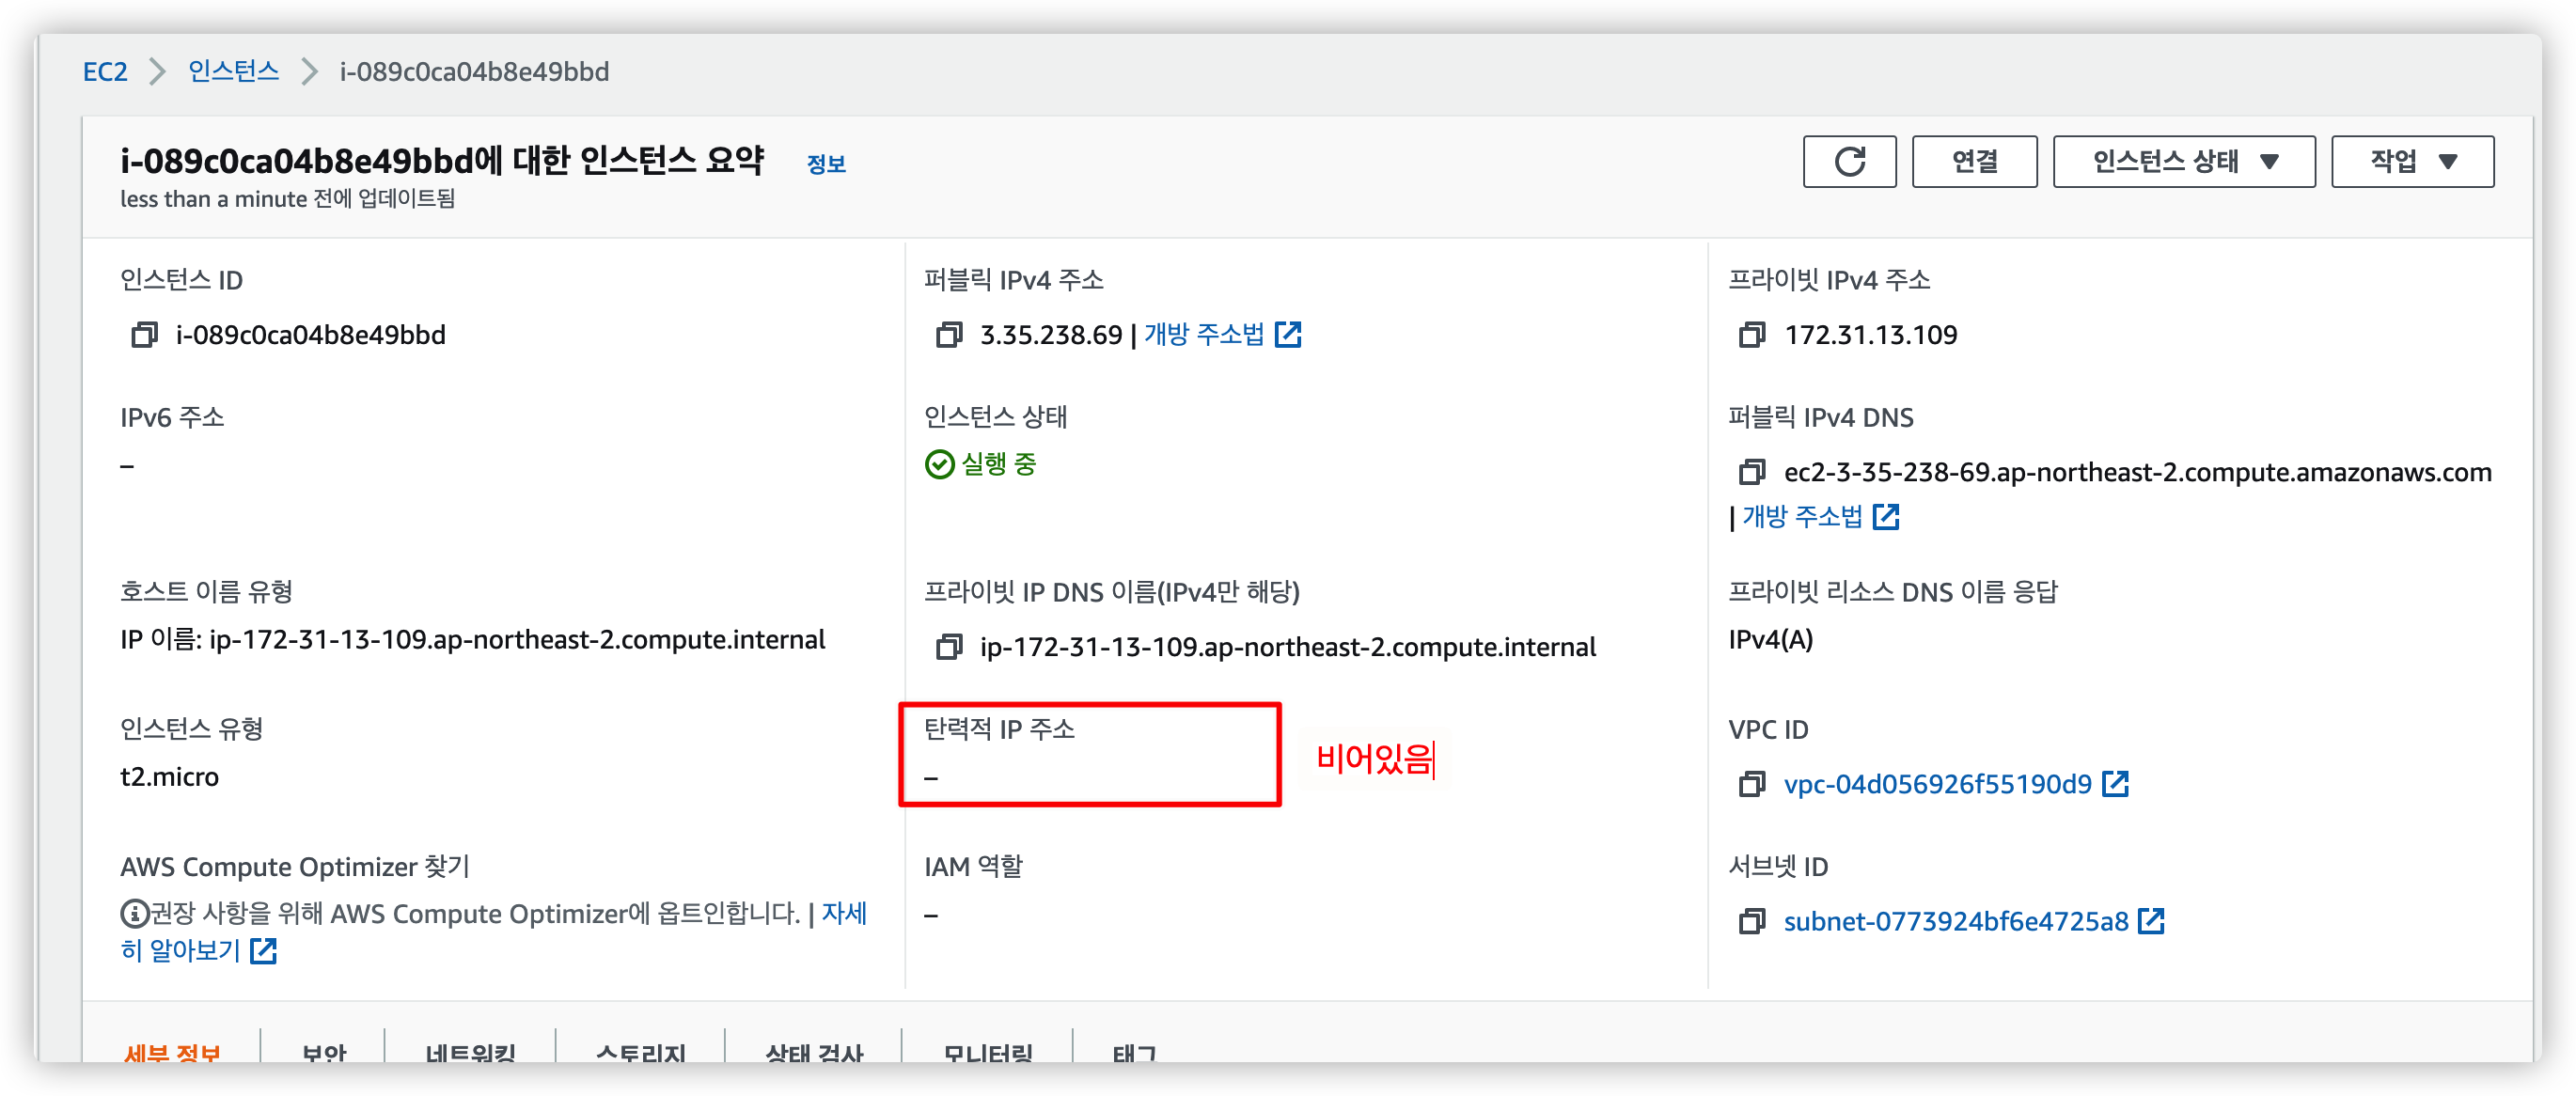 EC2 > 인스턴스 > i-089c0ca04b8e49bbd
i-089c0ca04b8e49bbd에 대한 인스턴스 요약 정보
less than a minute 전에 업데이트됨
연결
인스턴스 상태
작업
인스턴스 ID
i-089c0ca04b8e49bbd
퍼블릭 IPv4 주소
3.35.238.69 | 개방 주소법
프라이빗 IPv4 주소
172.31.13.109
IPv6 주소
–
인스턴스 상태
실행 중
퍼블릭 IPv4 DNS
ec2-3-35-238-69.ap-northeast-2.compute.amazonaws.com
| 개방 주소법
호스트 이름 유형
IP 이름: ip-172-31-13-109.ap-northeast-2.compute.internal
프라이빗 IP DNS 이름(IPv4만 해당)
ip-172-31-13-109.ap-northeast-2.compute.internal
프라이빗 리소스 DNS 이름 응답
IPv4(A)
인스턴스 유형
t2.micro
탄력적 IP 주소
–
비어있음
VPC ID
vpc-04d056926f55190d9
AWS Compute Optimizer 찾기
권장 사항을 위해 AWS Compute Optimizer에 옵트인합니다. | 자세
히 알아보기
IAM 역할
–
서브넷 ID
subnet-0773924bf6e4725a8
세부 정보
보안
네트워킹
스토리지
상태 검사
모니터링
태그